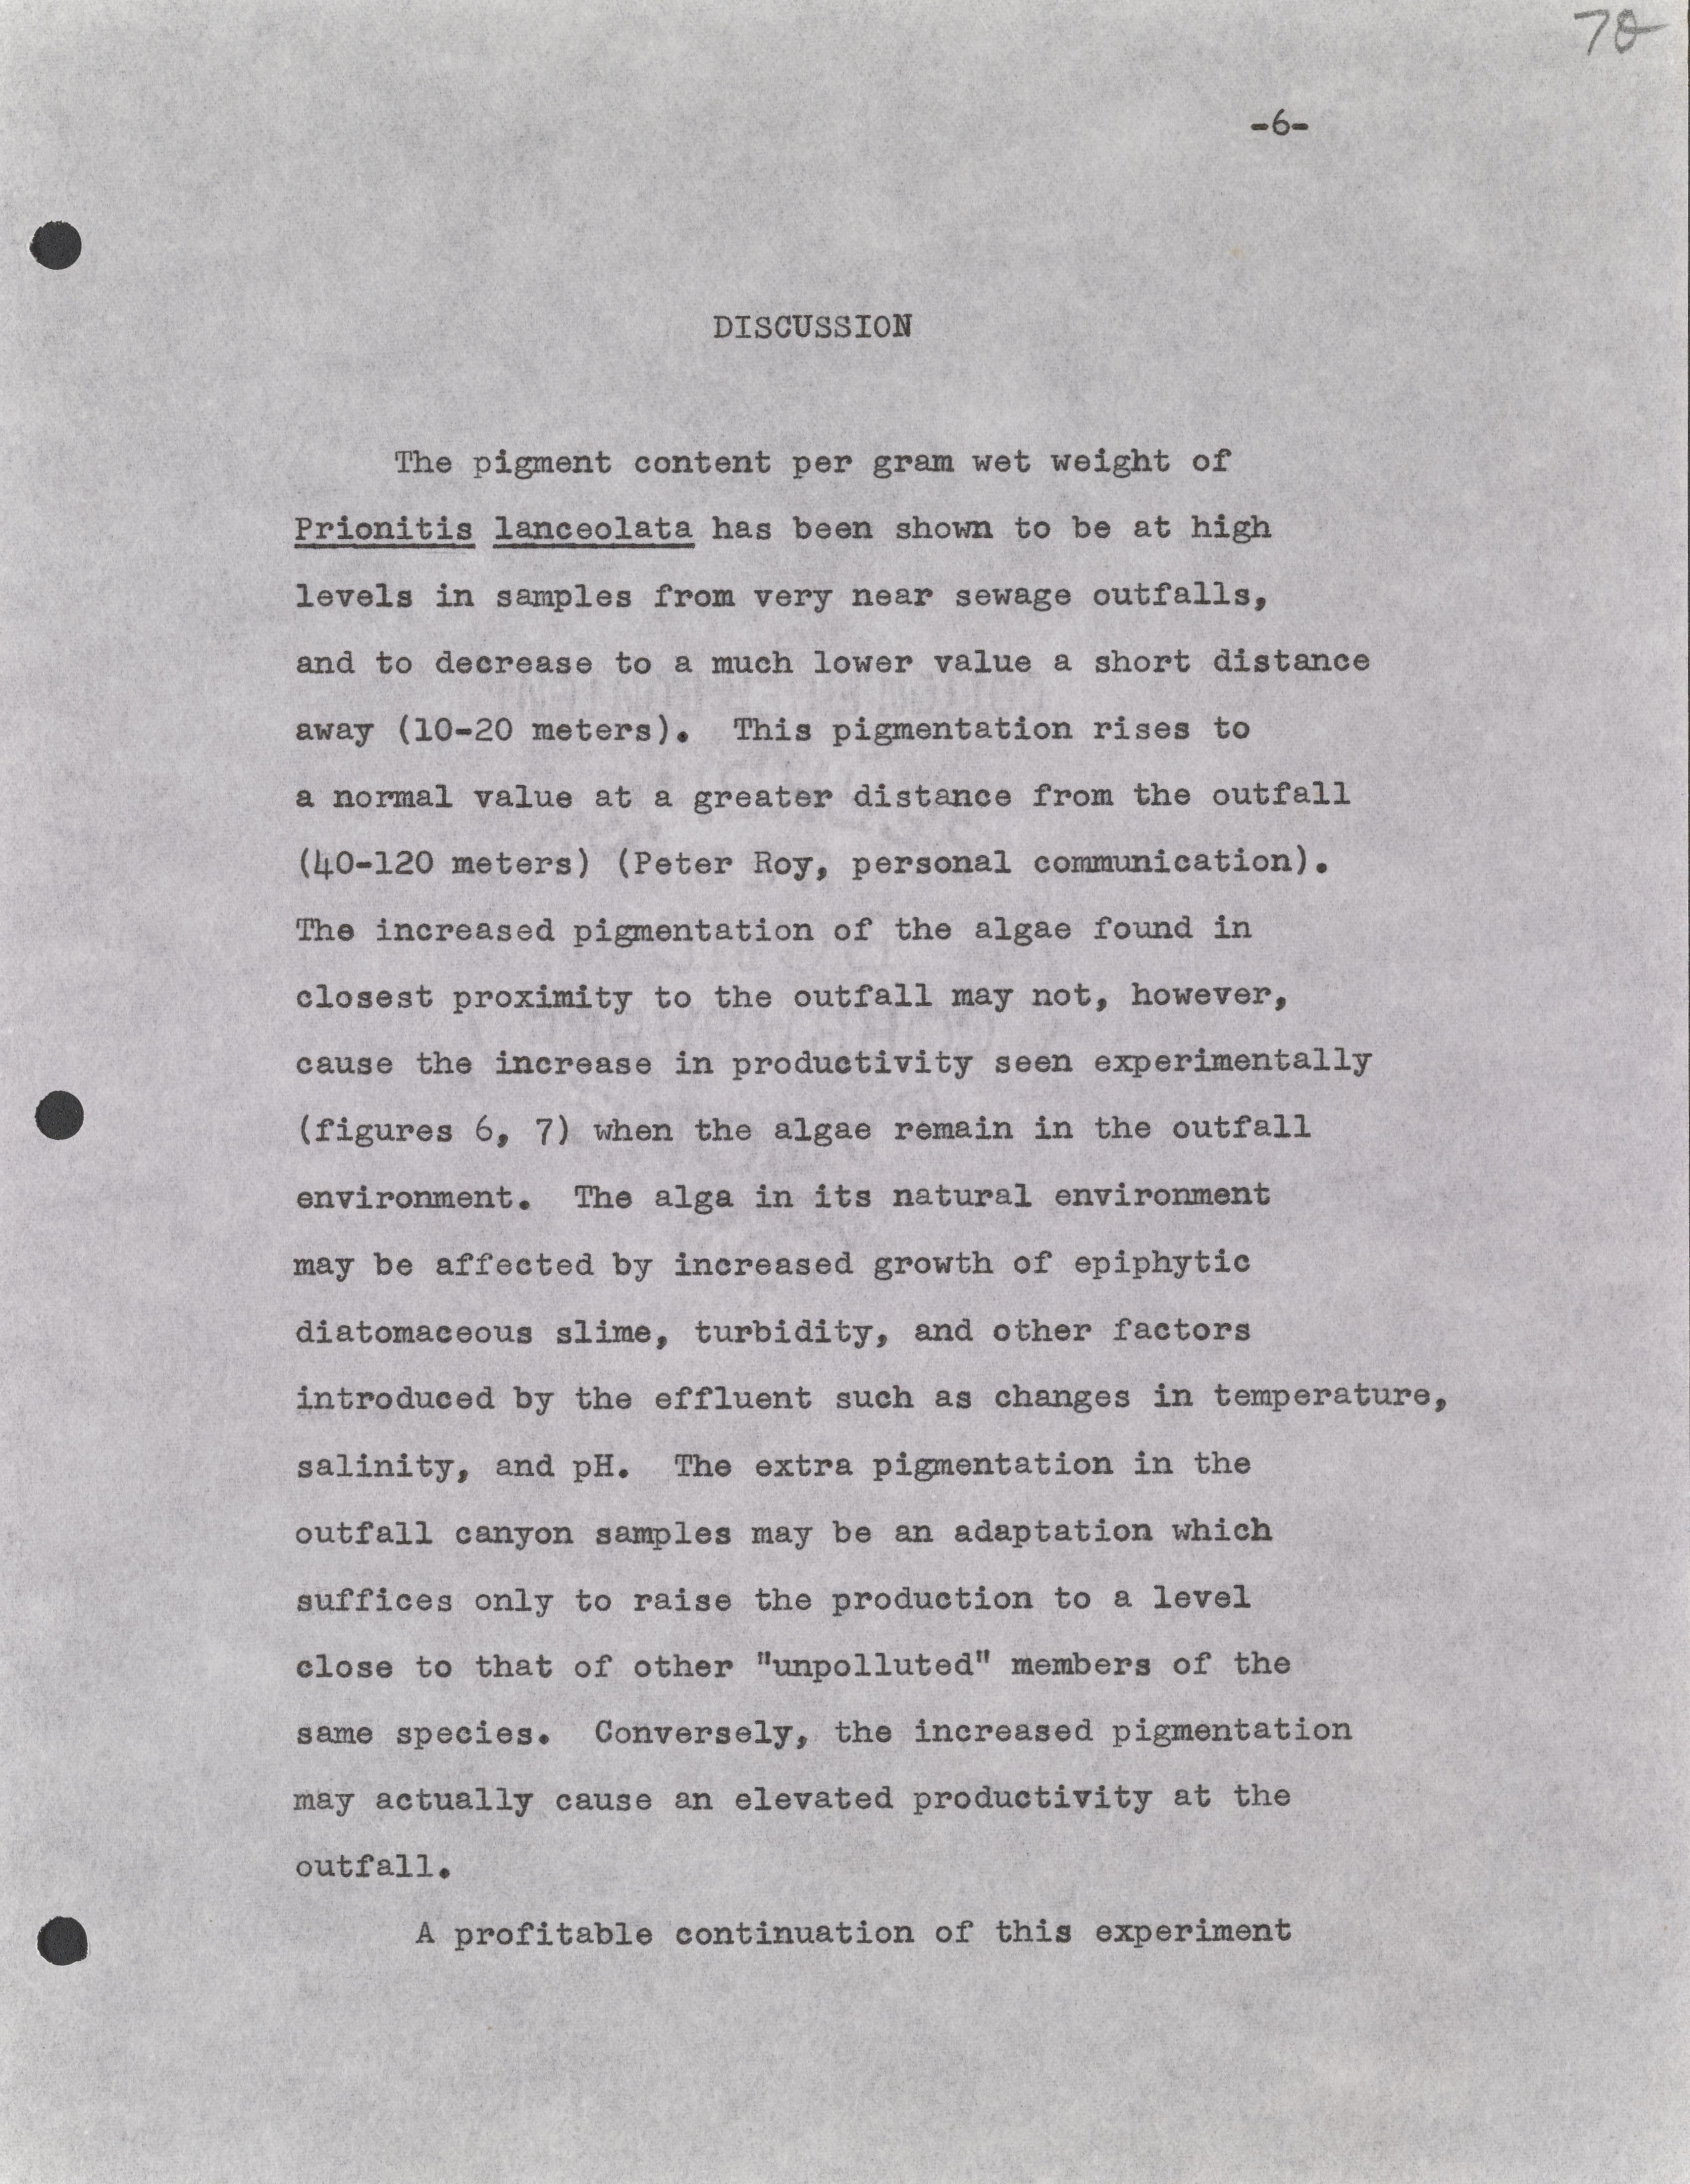 78
-6-
DISCUSSION
The pigment content per gram wet weight of
Prionitis lanceolata has been shown to be at high
levels in samples from very near sewage outfalls,
and to decrease to a much lower value a short distance
away (10-20 meters). This pigmentation rises to
a normal value at a greater distance from the outfall
(40-120 meters) (Peter Roy, personal communication).
The increased pigmentation of the algae found in
closest proximity to the outfall may not, however,
cause the increase in productivity seen experimentally
(figures 6, 7) when the algae remain in the outfall
environment. The alga in its natural environment
may be affected by increased growth of epiphytic
diatomaceous slime, turbidity, and other factors
introduced by the effluent such as changes in temperature,
salinity, and pH. The extra pigmentation in the
outfall canyon samples may be an adaptation which
suffices only to raise the production to a level
close to that of other "unpolluted" members of the
same species. Conversely, the increased pigmentation
may actually cause an elevated productivity at the
outfall.
A profitable continuation of this experiment